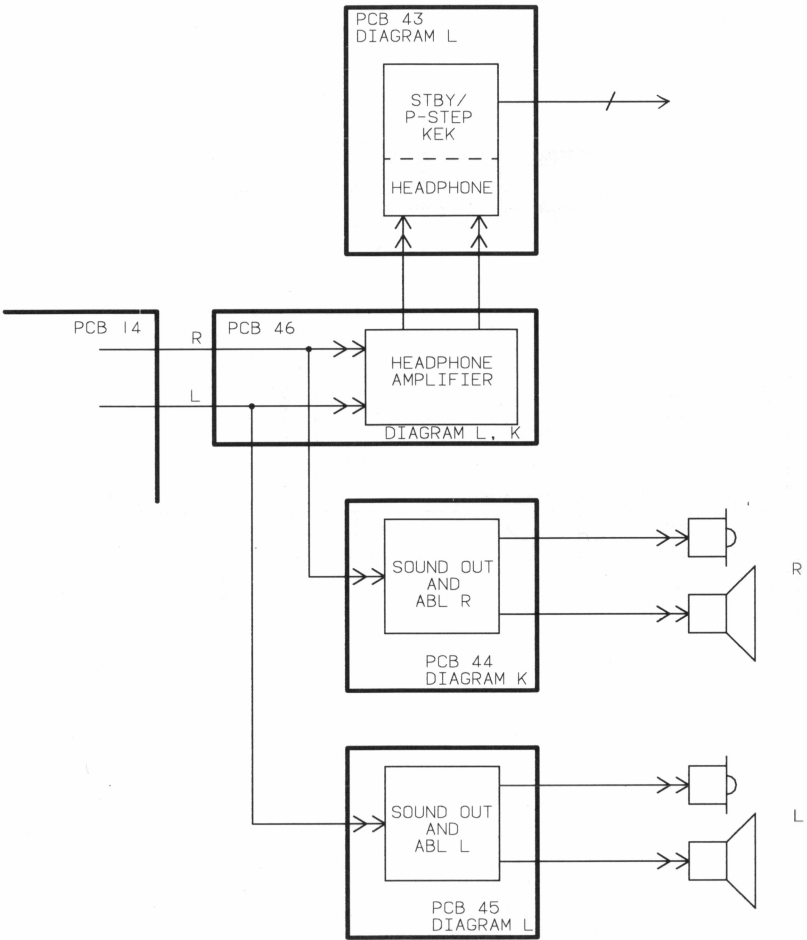 PCB 43
DIAGRAM L
STBY/
P-STEP
KEK
HEADPHONE
PCB 14
R
PCB 46
HEADPHONE
AMPLIFIER
L
DIAGRAM L, K
SOUND OUT
AND
ABL R
R
PCB 44
DIAGRAM K
SOUND OUT
AND
ABL L
L
PCB 45
DIAGRAM L